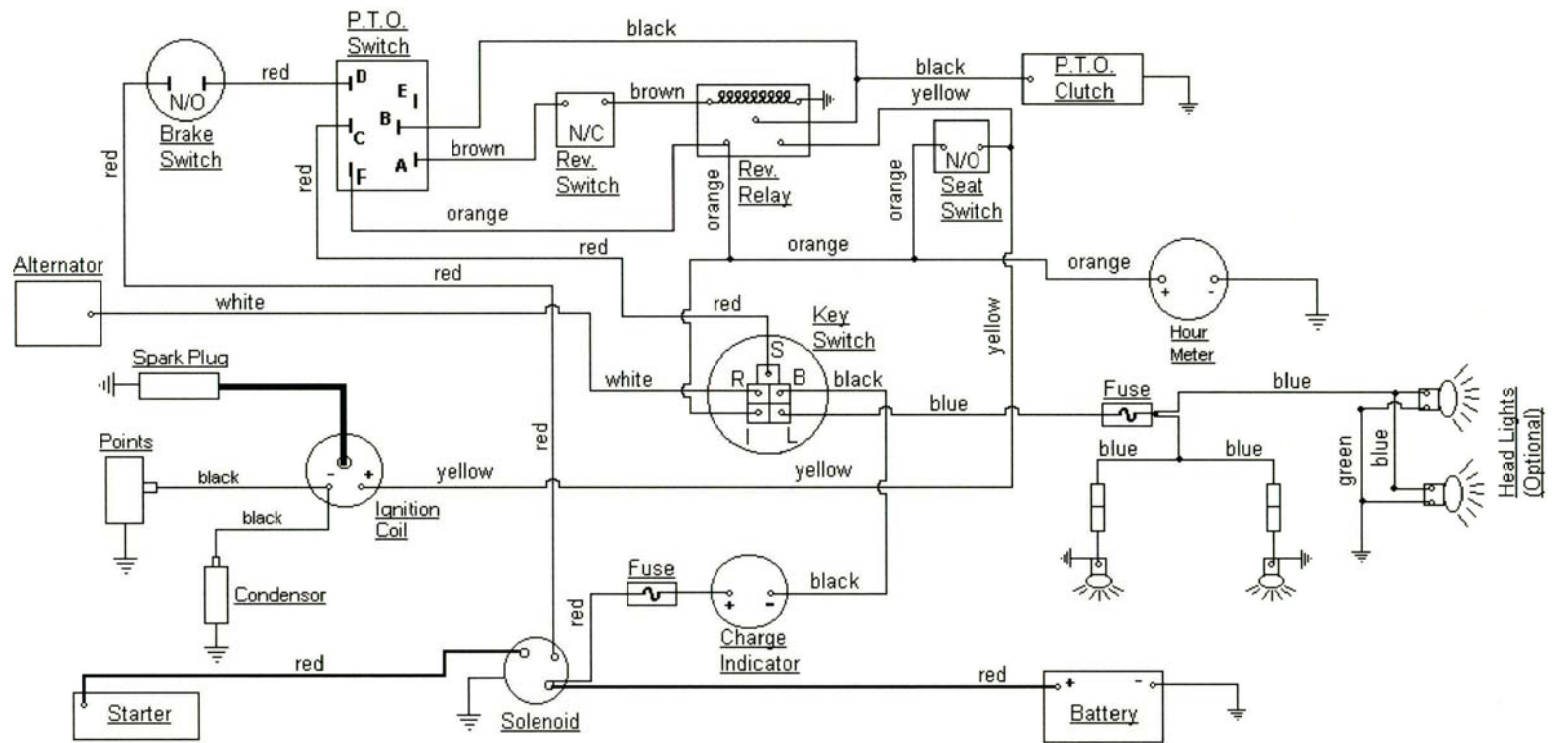 P.T.O.
Switch
black
red
D
E
B
C
A
F
N/O
Brake
Switch
brown
N/C
Rev.
Switch
brown
Rev.
Relay
black
yellow
P.T.O.
Clutch
N/O
Seat
Switch
red
red
orange
orange
orange
orange
orange
red
red
Alternator
white
red
Key
Switch
yellow
+
-
Hour
Meter
Spark Plug
white
S
R
B
I
L
black
blue
Fuse
blue
blue
blue
green
blue
Head Lights
(Optional)
Points
black
-
+
yellow
Ignition
Coil
red
yellow
black
Condensor
Fuse
red
+
-
black
Charge
Indicator
red
Starter
Solenoid
red
+
-
Battery